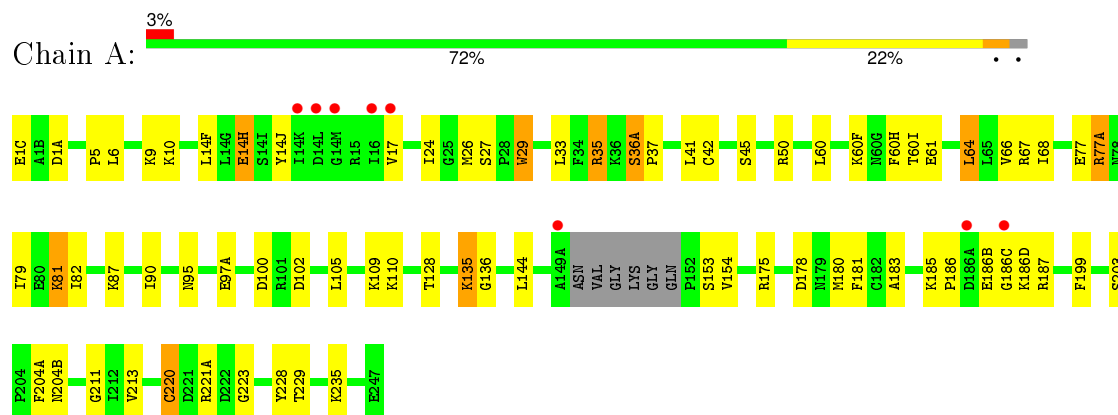 3%
Chain A:
72% 22% • •
E1C A1B D1A P5 L6 K9 K10 L14F L14G E14H S14I Y14J I14K D14L G14M R15 I16 V17 I24 G25 M26 S27 P28 W29 L33 F34 R35 K36 S36A P37 L41 C42 S45 R50 L60 K60F N60G F60H T60I E61 L64 L65 V66 R67 I68 E77 R77A N78
I79 E80 K81 I82 K87 I90 N95 E97A D100 R101 D102 L105 K109 K110 T128 K135 G136 L144 A149A ASN VAL GLY LYS GLY GLN P152 S153 V154 R175 D178 N179 M180 F181 C182 A183 K185 P186 D186A E186B G186C K186D R187 F199 S203
P204 F204A N204B G211 I212 V213 C220 D221 R221A D222 G223 Y228 T229 K235 E247